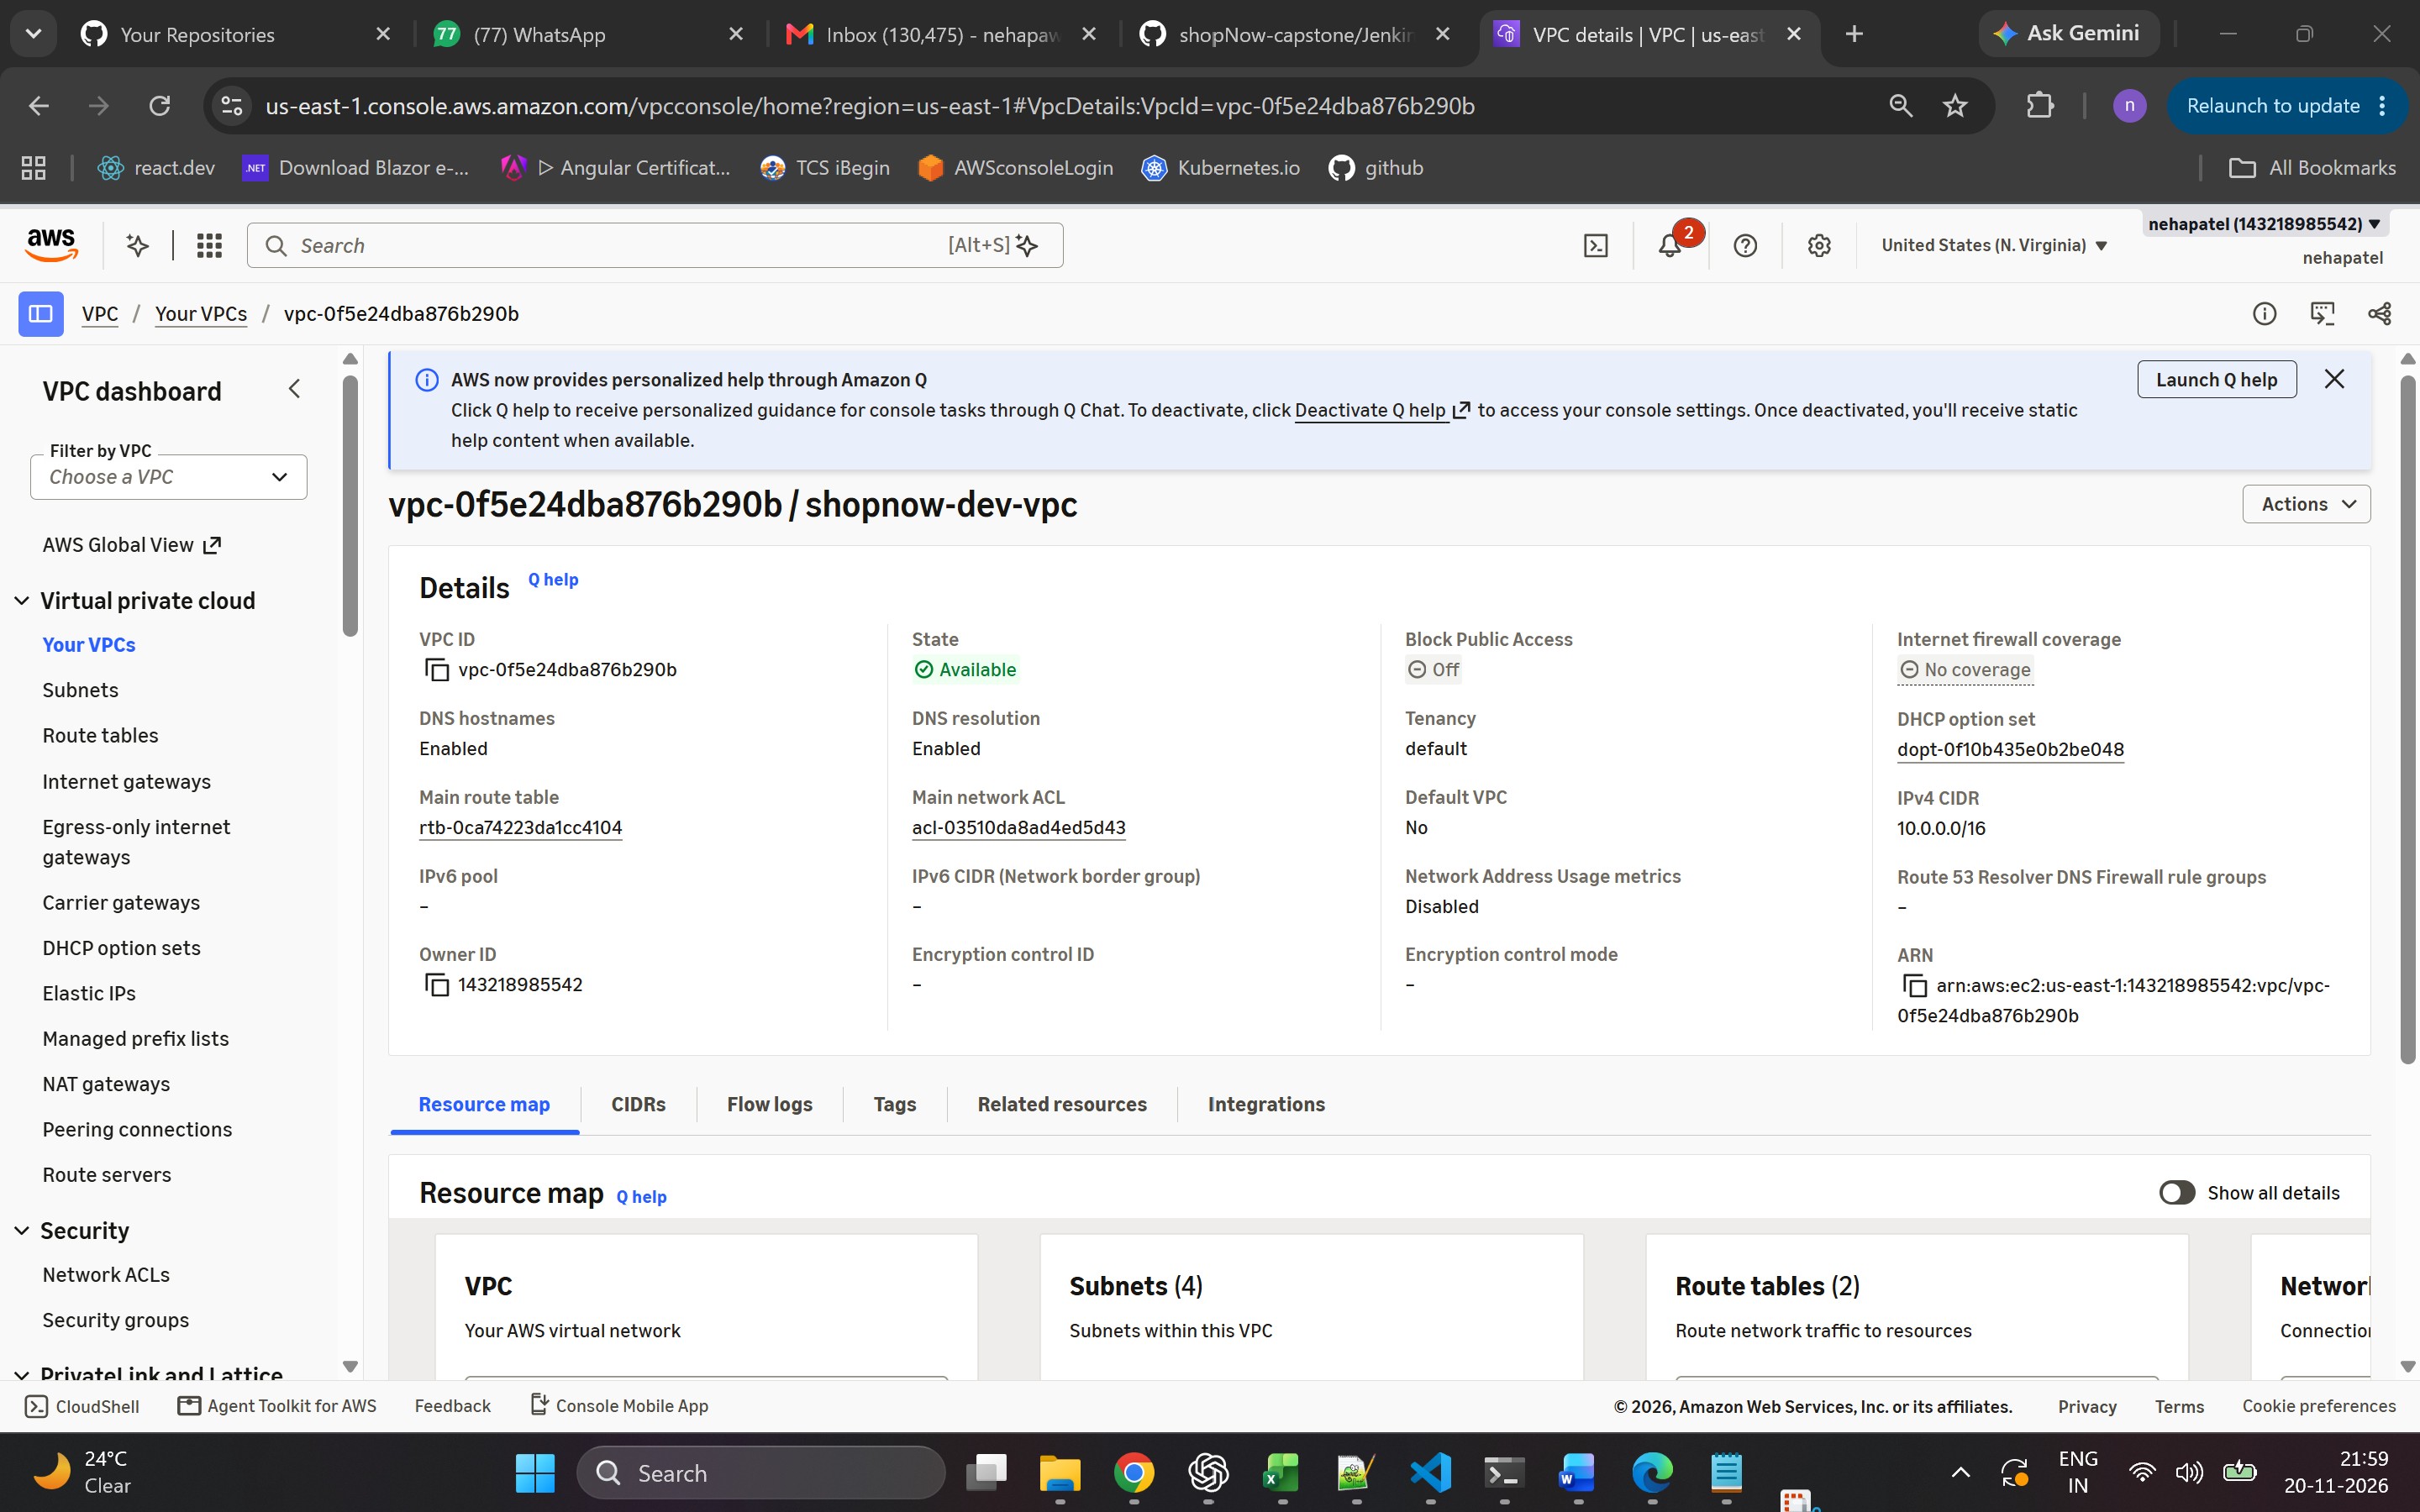 Your Repositories
77 (77) WhatsApp
Inbox (130,475) - nehapaw
shopNow-capstone/Jenkin
VPC details | VPC | us-east
Ask Gemini
us-east-1.console.aws.amazon.com/vpcconsole/home?region=us-east-1#VpcDetails:VpcId=vpc-0f5e24dba876b290b
n
Relaunch to update
react.dev
.NET Download Blazor e-...
▷ Angular Certificat...
TCS iBegin
AWSconsoleLogin
Kubernetes.io
github
All Bookmarks
aws
Search
[Alt+S]
2
United States (N. Virginia)
nehapatel (143218985542)
nehapatel
VPC / Your VPCs / vpc-0f5e24dba876b290b
VPC dashboard
Filter by VPC
Choose a VPC
AWS Global View
Virtual private cloud
Your VPCs
Subnets
Route tables
Internet gateways
Egress-only internet
gateways
Carrier gateways
DHCP option sets
Elastic IPs
Managed prefix lists
NAT gateways
Peering connections
Route servers
Security
Network ACLs
Security groups
PrivateLink and Lattice
AWS now provides personalized help through Amazon Q
Click Q help to receive personalized guidance for console tasks through Q Chat. To deactivate, click Deactivate Q help to access your console settings. Once deactivated, you'll receive static
help content when available.
Launch Q help
vpc-0f5e24dba876b290b / shopnow-dev-vpc
Actions
Details Q help
VPC ID
vpc-0f5e24dba876b290b
State
Available
Block Public Access
Off
Internet firewall coverage
No coverage
DNS hostnames
Enabled
DNS resolution
Enabled
Tenancy
default
DHCP option set
dopt-0f10b435e0b2be048
Main route table
rtb-0ca74223da1cc4104
Main network ACL
acl-03510da8ad4ed5d43
Default VPC
No
IPv4 CIDR
10.0.0.0/16
IPv6 pool
–
IPv6 CIDR (Network border group)
–
Network Address Usage metrics
Disabled
Route 53 Resolver DNS Firewall rule groups
–
Owner ID
143218985542
Encryption control ID
–
Encryption control mode
–
ARN
arn:aws:ec2:us-east-1:143218985542:vpc/vpc-
0f5e24dba876b290b
Resource map
CIDRs
Flow logs
Tags
Related resources
Integrations
Resource map Q help
Show all details
VPC
Your AWS virtual network
Subnets (4)
Subnets within this VPC
Route tables (2)
Route network traffic to resources
Network
Connection
CloudShell
Agent Toolkit for AWS
Feedback
Console Mobile App
© 2026, Amazon Web Services, Inc. or its affiliates.
Privacy
Terms
Cookie preferences
24°C
Clear
Search
ENG
IN
21:59
20-11-2026